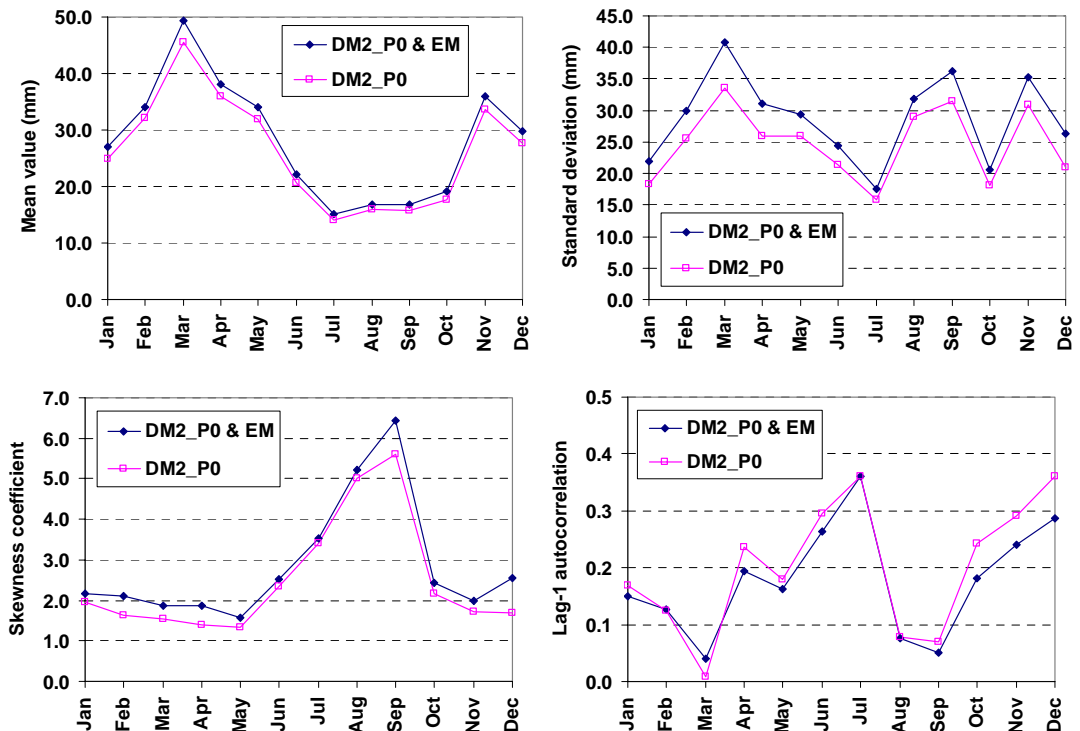 Mean value (mm)
50.0
40.0
30.0
20.0
10.0
0.0
DM2_P0 & EM
DM2_P0
Jan
Feb
Mar
Apr
May
Jun
Jul
Aug
Sep
Oct
Nov
Dec
Standard deviation (mm)
45.0
40.0
35.0
30.0
25.0
20.0
15.0
10.0
5.0
0.0
DM2_P0 & EM
DM2_P0
Jan
Feb
Mar
Apr
May
Jun
Jul
Aug
Sep
Oct
Nov
Dec
Skewness coefficient
7.0
6.0
5.0
4.0
3.0
2.0
1.0
0.0
DM2_P0 & EM
DM2_P0
Jan
Feb
Mar
Apr
May
Jun
Jul
Aug
Sep
Oct
Nov
Dec
Lag-1 autocorrelation
0.5
0.4
0.3
0.2
0.1
0.0
DM2_P0 & EM
DM2_P0
Jan
Feb
Mar
Apr
May
Jun
Jul
Aug
Sep
Oct
Nov
Dec